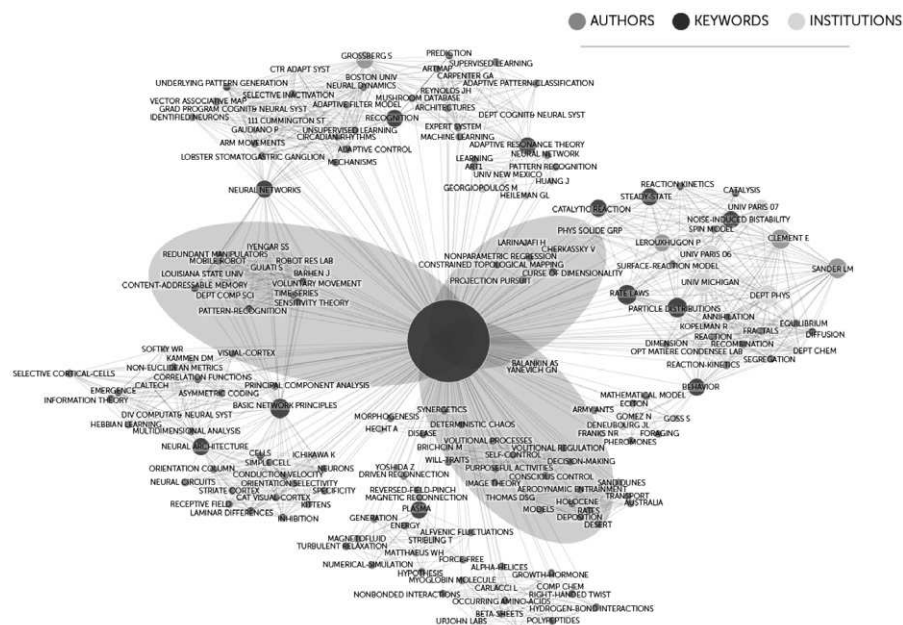 AUTHORS
KEYWORDS
INSTITUTIONS
GROSSBERG S
PREDICTION
SUPERVISED LEARNING
CTR ADAPT SYST
ARTMAP
BOSTON UNIV
CARPENTER GA
UNDERLYING PATTERN GENERATION
NEURAL DYNAMICS
REYNOLDS JH
ADAPTIVE PATTERN CLASSIFICATION
SELECTIVE INACTIVATION
MUSHROOM DATABASE
VECTOR ASSOCIATIVE MAP
ADAPTIVE FILTER MODEL
ARCHITECTURES
GRAD PROGRAM COGNIT& NEURAL SYST
IDENTIFIED NEURONS
111 CUMMINGTON ST
RECOGNITION
DEPT COGNIT& NEURAL SYST
GAUDIANO P
UNSUPERVISED LEARNING
EXPERT SYSTEM
CIRCADIAN RHYTHMS
MACHINE LEARNING
ARM MOVEMENTS
ADAPTIVE CONTROL
ADAPTIVE RESONANCE THEORY
LOBSTER STOMATOGASTRIC GANGLION
MECHANISMS
LEARNING
NEURAL NETWORK
ART1
PATTERN RECOGNITION
UNIV NEW MEXICO
HUANG J
NEURAL NETWORKS
GEORGIOPOULOS M
HEILEMAN GL
REACTION KINETICS
STEADY-STATE
CATALYSIS
CATALYTIC REACTION
UNIV PARIS 07
NOISE-INDUCED BISTABILITY
PHYS SOLIDE GRP
SPIN MODEL
CLEMENT E
LEROUXHUGON P
UNIV PARIS 06
SURFACE-REACTION MODEL
SANDER LM
UNIV MICHIGAN
RATE LAWS
DEPT PHYS
PARTICLE DISTRIBUTIONS
ANNIHILATION
KOPELMAN R
FRACTALS
EQUILIBRIUM
REACTION
DIFFUSION
DIMENSION
RECOMBINATION
OPT MATIERE CONDENSEE LAB
DEPT CHEM
SEGREGATION
REACTION-KINETICS
BEHAVIOR
LARINAJAFI H
CHERKASSKY V
NONPARAMETRIC REGRESSION
CONSTRAINED TOPOLOGICAL MAPPING
CURSE OF DIMENSIONALITY
PROJECTION PURSUIT
IYENGAR SS
REDUNDANT MANIPULATORS
MOBILE ROBOT
ROBOT RES LAB
GULATI S
LOUISIANA STATE UNIV
BARHEN J
CONTENT-ADDRESSABLE MEMORY
VOLUNTARY MOVEMENT
DEPT COMP SCI
TIME-SERIES
SENSITIVITY THEORY
PATTERN-RECOGNITION
BALANKIN AS
YANEVICH GN
SOFTKY WR
VISUAL-CORTEX
KAMMEN DM
NON-EUCLIDEAN METRICS
SELECTIVE CORTICAL-CELLS
CORRELATION FUNCTIONS
CALTECH
EMERGENCE
ASYMMETRIC CODING
PRINCIPAL COMPONENT ANALYSIS
INFORMATION THEORY
DIV COMPUTAT& NEURAL SYST
BASIC NETWORK PRINCIPLES
HEBBIAN LEARNING
MULTIDIMENSIONAL ANALYSIS
NEURAL ARCHITECTURE
CELLS
ICHIKAWA K
ORIENTATION COLUMN
SIMPLE CELL
NEURONS
CONDUCTION-VELOCITY
NEURAL CIRCUITS
ORIENTATION SELECTIVITY
STRIATE CORTEX
SPECIFICITY
CAT VISUAL-CORTEX
RECEPTIVE FIELD
KITTENS
LAMINAR DIFFERENCES
INHIBITION
SYNERGETICS
MORPHOGENESIS
DETERMINISTIC CHAOS
HECHT A
DISEASE
VOLITIONAL PROCESSES
VOLITIONAL REGULATION
BRICHCIN M
SELF-CONTROL
WILL-TRAITS
DECISION-MAKING
PURPOSEFUL ACTIVITIES
CONSCIOUS CONTROL
IMAGE THEORY
MATHEMATICAL MODEL
ECITON
ARMY ANTS
GOMEZ N
GOSS S
DENEUBOURG JL
FRANKS NR
FORAGING
PHEROMONES
SANDDUNES
AERODYNAMIC ENTRAINMENT
TRANSPORT
THOMAS DSG
HOLOCENE
AUSTRALIA
MODELS
RATES
DEPOSITION
DESERT
YOSHIDA Z
DRIVEN RECONNECTION
REVERSED-FIELD-PINCH
MAGNETIC RECONNECTION
PLASMA
GENERATION
ENERGY
ALFVENIC FLUCTUATIONS
MAGNETOFLUID
STRIBLING T
TURBULENT RELAXATION
MATTHAEUS WH
NUMERICAL-SIMULATION
FORCE-FREE
HYPOTHESIS
ALPHA-HELICES
GROWTH-HORMONE
MYOGLOBIN MOLECULE
COMP CHEM
NONBONDED INTERACTIONS
CARLACCI L
RIGHT-HANDED TWIST
OCCURRING AMINO-ACIDS
HYDROGEN-BOND INTERACTIONS
BETA-SHEETS
UPJOHN LABS
POLYPEPTIDES